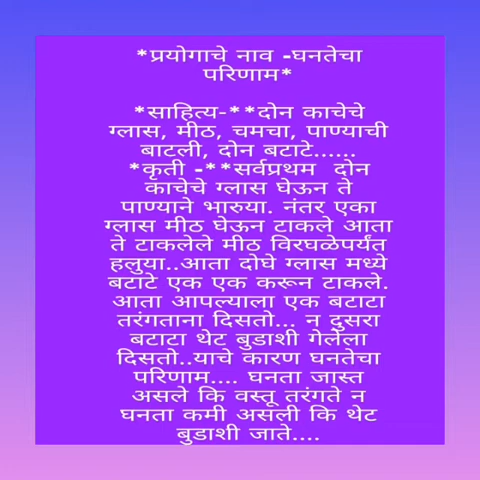 *प्रयोगाचे नाव -घनतेचा
परिणाम*
*साहित्य-**दोन काचेचे
ग्लास, मीठ, चमचा, पाण्याची
बाटली, दोन बटाटे......
*कृती -**सर्वप्रथम दोन
काचेचे ग्लास घेऊन ते
पाण्याने भारुया. नंतर एका
ग्लास मीठ घेऊन टाकले आता
ते टाकलेले मीठ विरघळेपर्यंत
हलुया..आता दोघे ग्लास मध्ये
बटाटे एक एक करून टाकले.
आता आपल्याला एक बटाटा
तरंगताना दिसतो... न दुसरा
बटाटा थेट बुडाशी गेलेला
दिसतो..याचे कारण घनतेचा
परिणाम.... घनता जास्त
असले कि वस्तू तरंगते न
घनता कमी असली कि थेट
बुडाशी जाते....